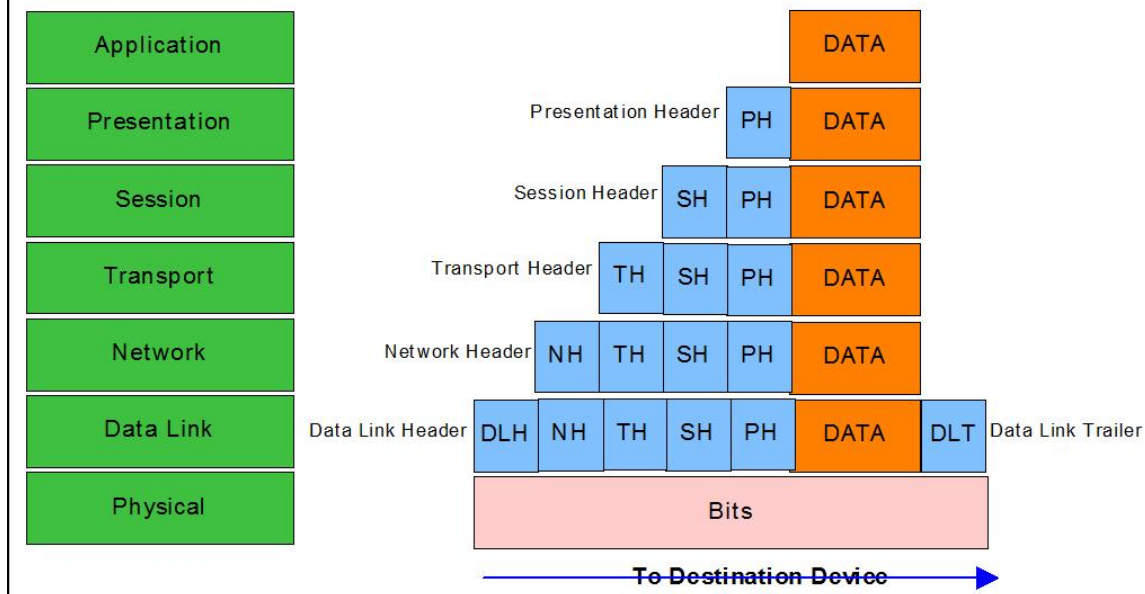 Application
DATA
Presentation
Presentation Header
PH
DATA
Session
Session Header
SH
PH
DATA
Transport
Transport Header
TH
SH
PH
DATA
Network
Network Header
NH
TH
SH
PH
DATA
Data Link
Data Link Header
DLH
NH
TH
SH
PH
DATA
DLT
Data Link Trailer
Physical
Bits
To Destination Device